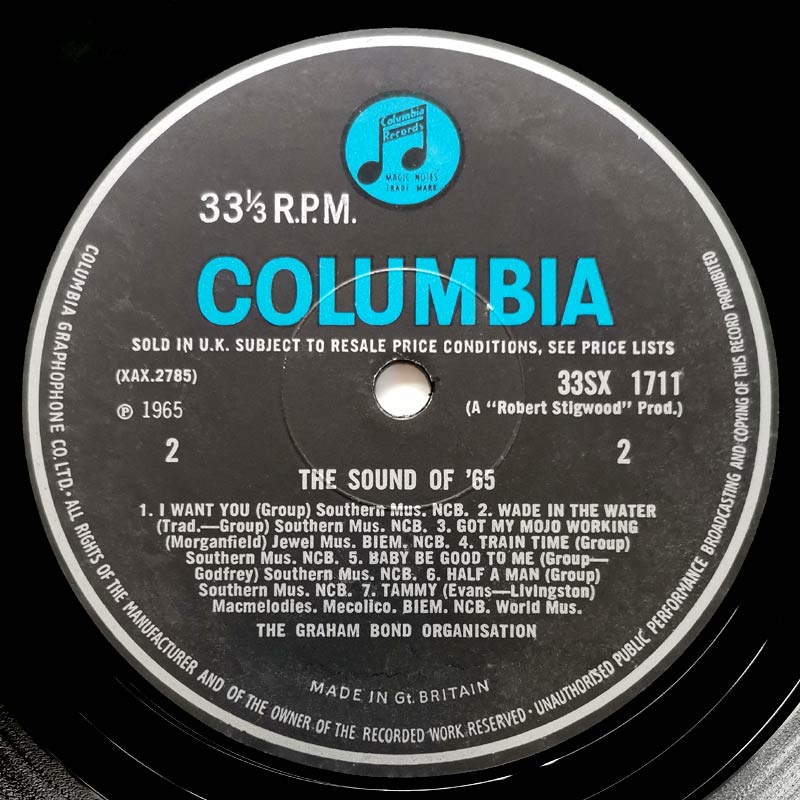 Columbia
Records
MAGIC NOTES
TRADE MARK
33⅓ R.P.M.
COLUMBIA
SOLD IN U.K. SUBJECT TO RESALE PRICE CONDITIONS, SEE PRICE LISTS
(XAX.2785)
33SX 1711
℗ 1965
(A "Robert Stigwood" Prod.)
2
2
THE SOUND OF '65
1. I WANT YOU (Group) Southern Mus. NCB. 2. WADE IN THE WATER
(Trad.—Group) Southern Mus. NCB. 3. GOT MY MOJO WORKING
(Morganfield) Jewel Mus. BIEM. NCB. 4. TRAIN TIME (Group)
Southern Mus. NCB. 5. BABY BE GOOD TO ME (Group—
Godfrey) Southern Mus. NCB. 6. HALF A MAN (Group)
Southern Mus. NCB. 7. TAMMY (Evans—Livingston)
Macmelodies. Mecolico. BIEM. NCB. World Mus.
THE GRAHAM BOND ORGANISATION
MADE IN Gt. BRITAIN
COLUMBIA GRAPHOPHONE CO. LTD. • ALL RIGHTS OF THE MANUFACTURER AND OF THE OWNER OF THE RECORDED WORK RESERVED • UNAUTHORISED PUBLIC PERFORMANCE BROADCASTING AND COPYING OF THIS RECORD PROHIBITED